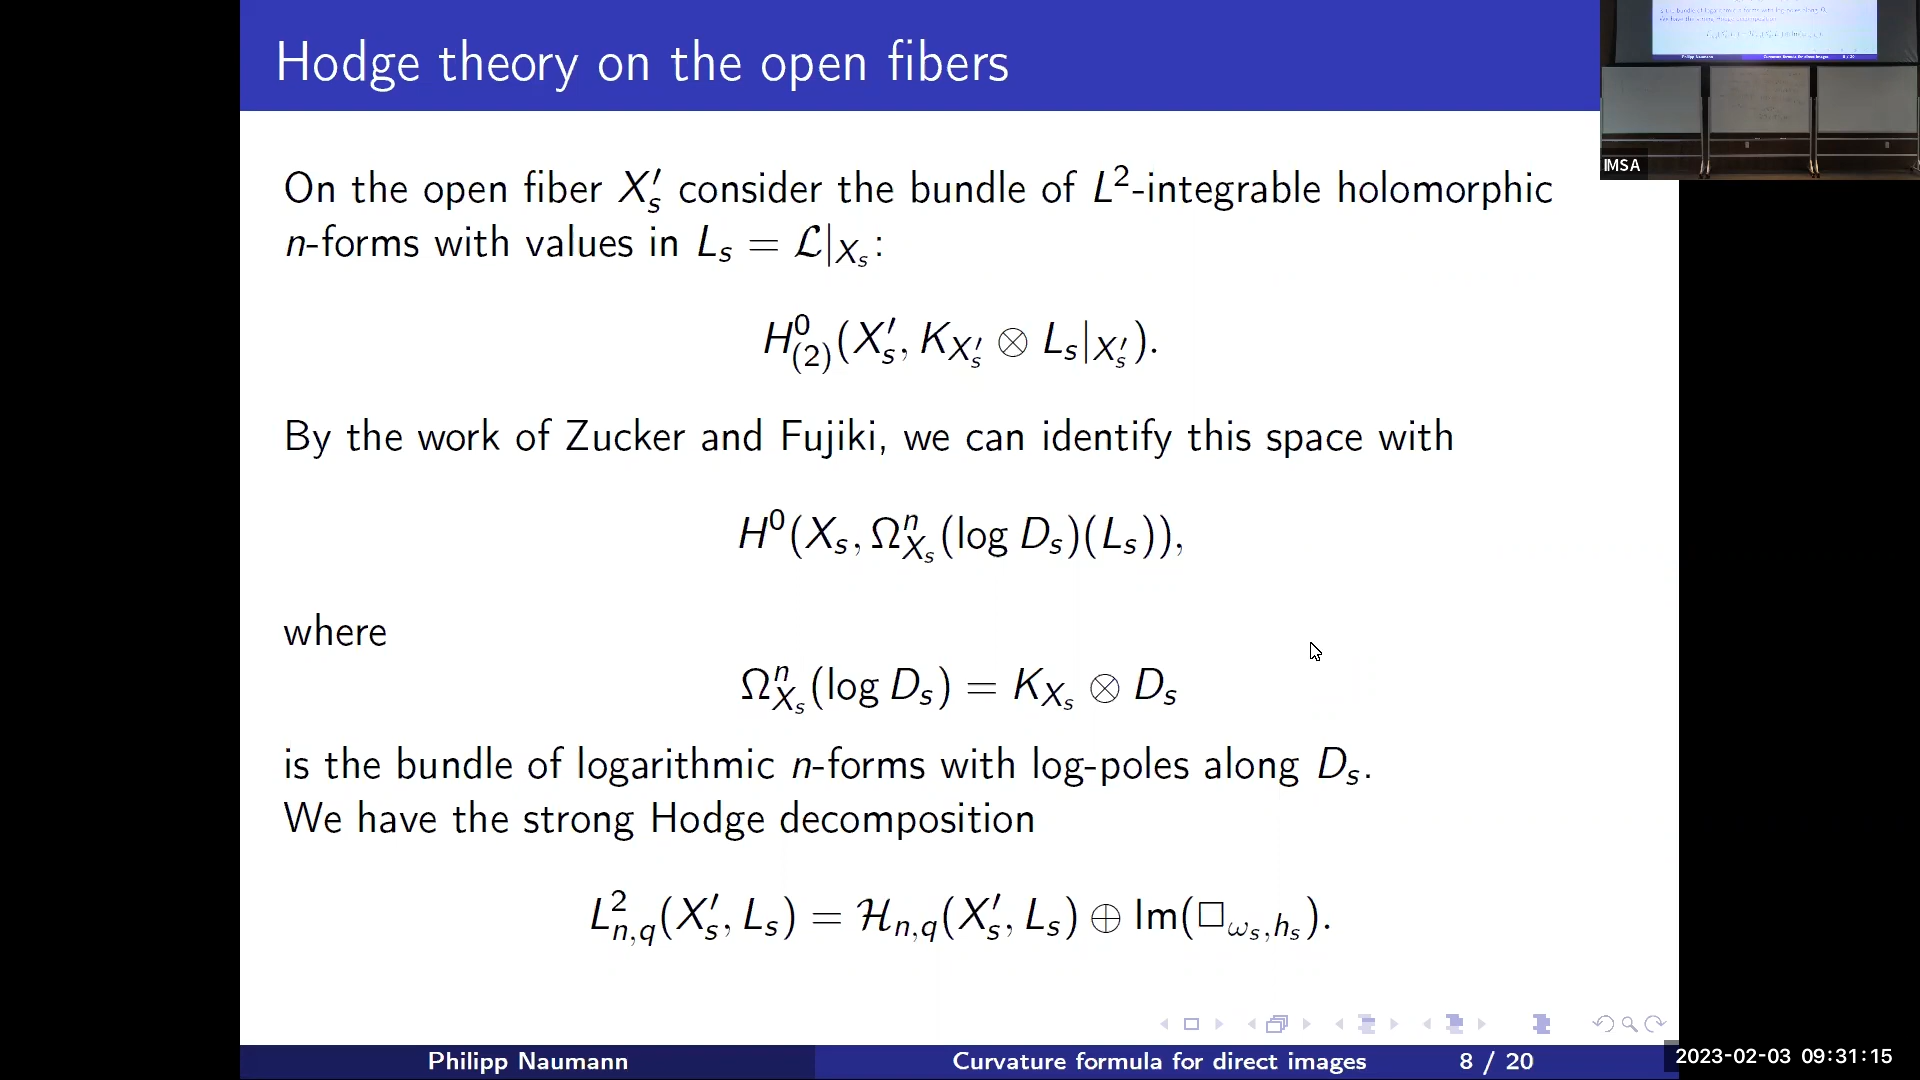 Hodge theory on the open fibers
On the open fiber X′_s consider the bundle of L²-integrable holomorphic
n-forms with values in L_s = ℒ|_{X_s}:
H⁰_{(2)}(X′_s, K_{X′_s} ⊗ L_s|_{X′_s}).
By the work of Zucker and Fujiki, we can identify this space with
H⁰(X_s, Ω^n_{X_s}(log D_s)(L_s)),
where
Ω^n_{X_s}(log D_s) = K_{X_s} ⊗ D_s
is the bundle of logarithmic n-forms with log-poles along D_s.
We have the strong Hodge decomposition
L²_{n,q}(X′_s, L_s) = ℋ_{n,q}(X′_s, L_s) ⊕ Im(□_{ω_s,h_s}).
Philipp Naumann
Curvature formula for direct images
8 / 20
IMSA
2023-02-03 09:31:15